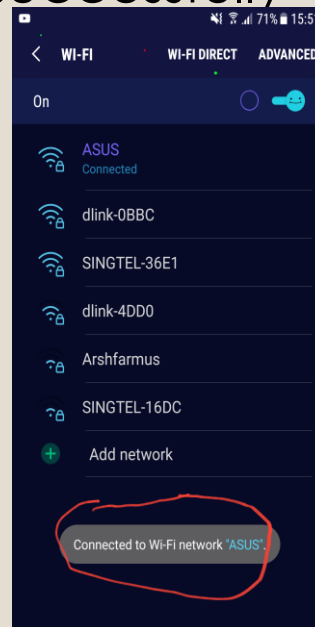 71% 15:51
WI-FI WI-FI DIRECT ADVANCED
On
ASUS
Connected
dlink-0BBC
SINGTEL-36E1
dlink-4DD0
Arshfarmus
SINGTEL-16DC
Add network
Connected to Wi-Fi network "ASUS".